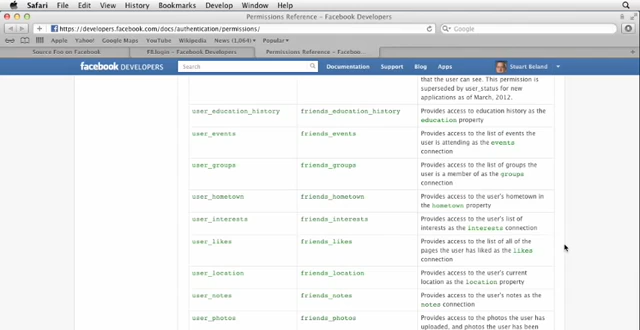 Safari File Edit View History Bookmarks Develop Window Help
Permissions Reference – Facebook Developers
https://developers.facebook.com/docs/authentication/permissions/
Google
Apple Yahoo! Google Maps YouTube Wikipedia News (1,064) Popular
Source Foo on Facebook FB.login – Facebook Developers Permissions Reference – Faceboo...
facebook DEVELOPERS Search Documentation Support Blog Apps Stuart Boland
that the user can see. This permission is
superseded by user_status for new
applications as of March, 2012.
user_education_history friends_education_history Provides access to education history as the
education property
user_events friends_events Provides access to the list of events the
user is attending as the events
connection
user_groups friends_groups Provides access to the list of groups the
user is a member of as the groups
connection
user_hometown friends_hometown Provides access to the user's hometown in
the hometown property
user_interests friends_interests Provides access to the user's list of
interests as the interests connection
user_likes friends_likes Provides access to the list of all of the
pages the user has liked as the likes
connection
user_location friends_location Provides access to the user's current
location as the location property
user_notes friends_notes Provides access to the user's notes as the
notes connection
user_photos friends_photos Provides access to the photos the user has
uploaded, and photos the user has been